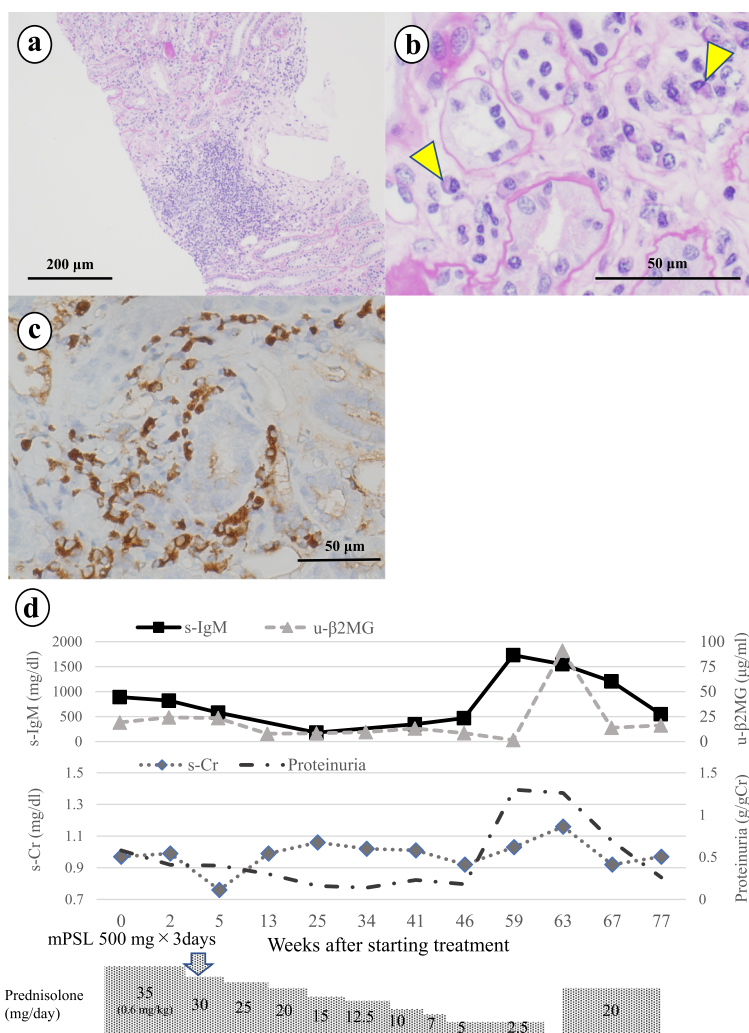 a
b
200 µm
50 µm
c
50 µm
d
s-IgM
u-β2MG
s-IgM (mg/dl)
2000
1500
1000
500
0
100
75
50
25
0
u-β2MG (µg/ml)
s-Cr
Proteinuria
s-Cr (mg/dl)
1.5
1.3
1.1
0.9
0.7
1.5
1
0.5
0
Proteinuria (g/gCr)
0 2 5 13 25 34 41 46 59 63 67 77
mPSL 500 mg × 3days
Weeks after starting treatment
Prednisolone
(mg/day)
35
(0.6 mg/kg)
30
25
20
15
12.5
10
7
5
2.5
20